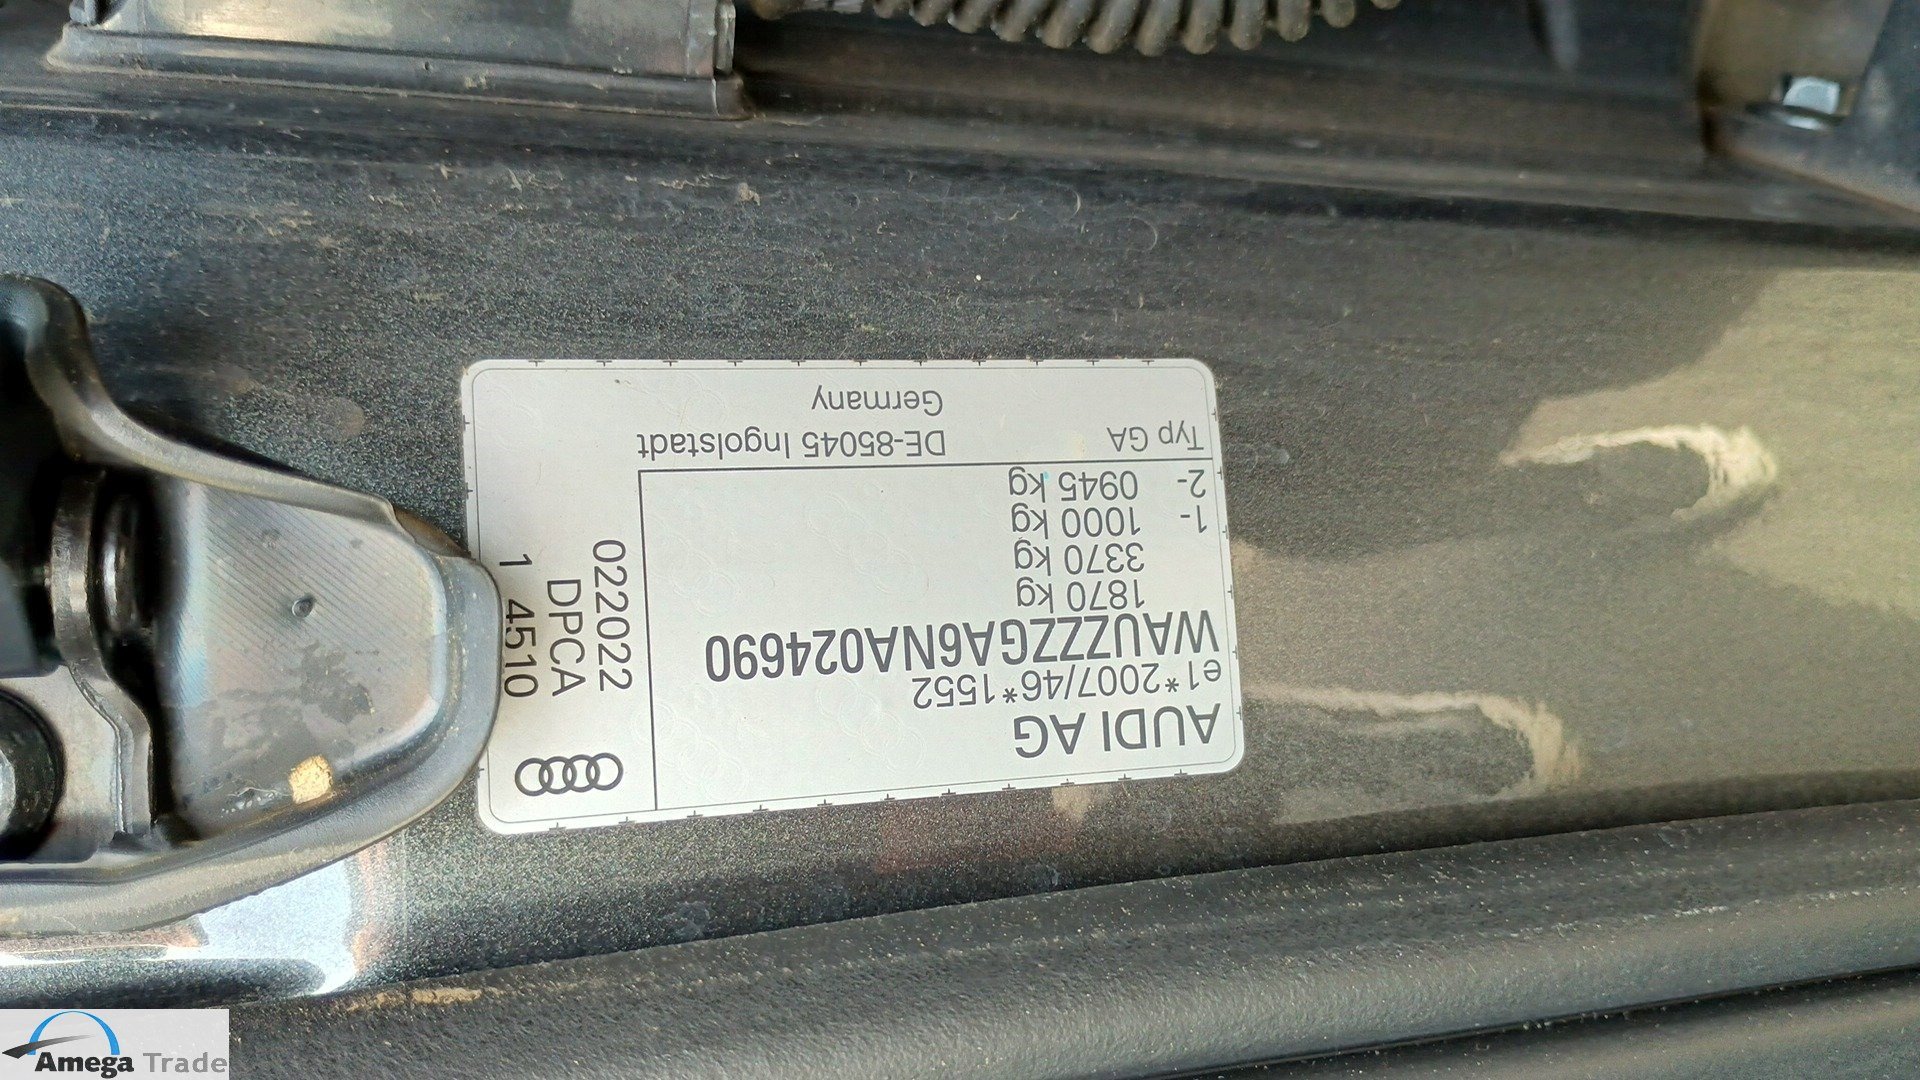 AUDI AG
e1*2007/46*1552
WAUZZZGA6NA024690
1870 kg
3370 kg
1- 1000 kg
2- 0945 kg
Typ GA DE-85045 Ingolstadt
Germany
022022
DPCA
1 4510
Amega Trade